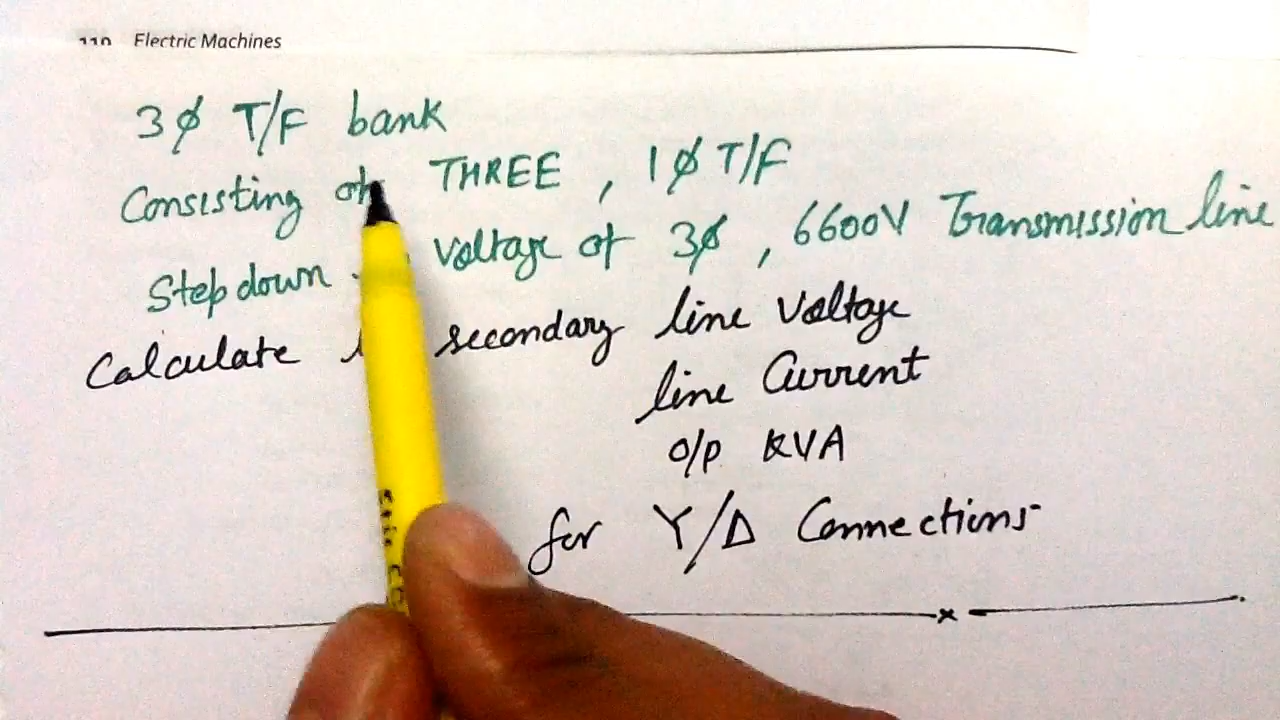 Electric Machines
3ϕ T/F bank
Consisting of THREE, 1ϕ T/F
Step down voltage of 3ϕ, 6600V Transmission line
Calculate secondary line voltage
line Current
o/p KVA
for Y/Δ Connections